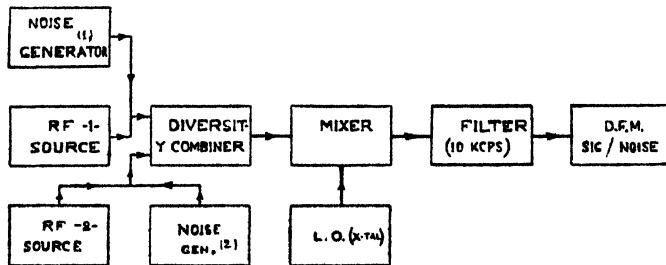 NOISE (1)
GENERATOR
RF -1-
SOURCE
DIVERSIT-
Y COMBINER
MIXER
FILTER
(10 KCPS)
D.F.M.
SIG / NOISE
RF -2-
SOURCE
NOISE
GEN. (2)
L.O. (X-TAL)